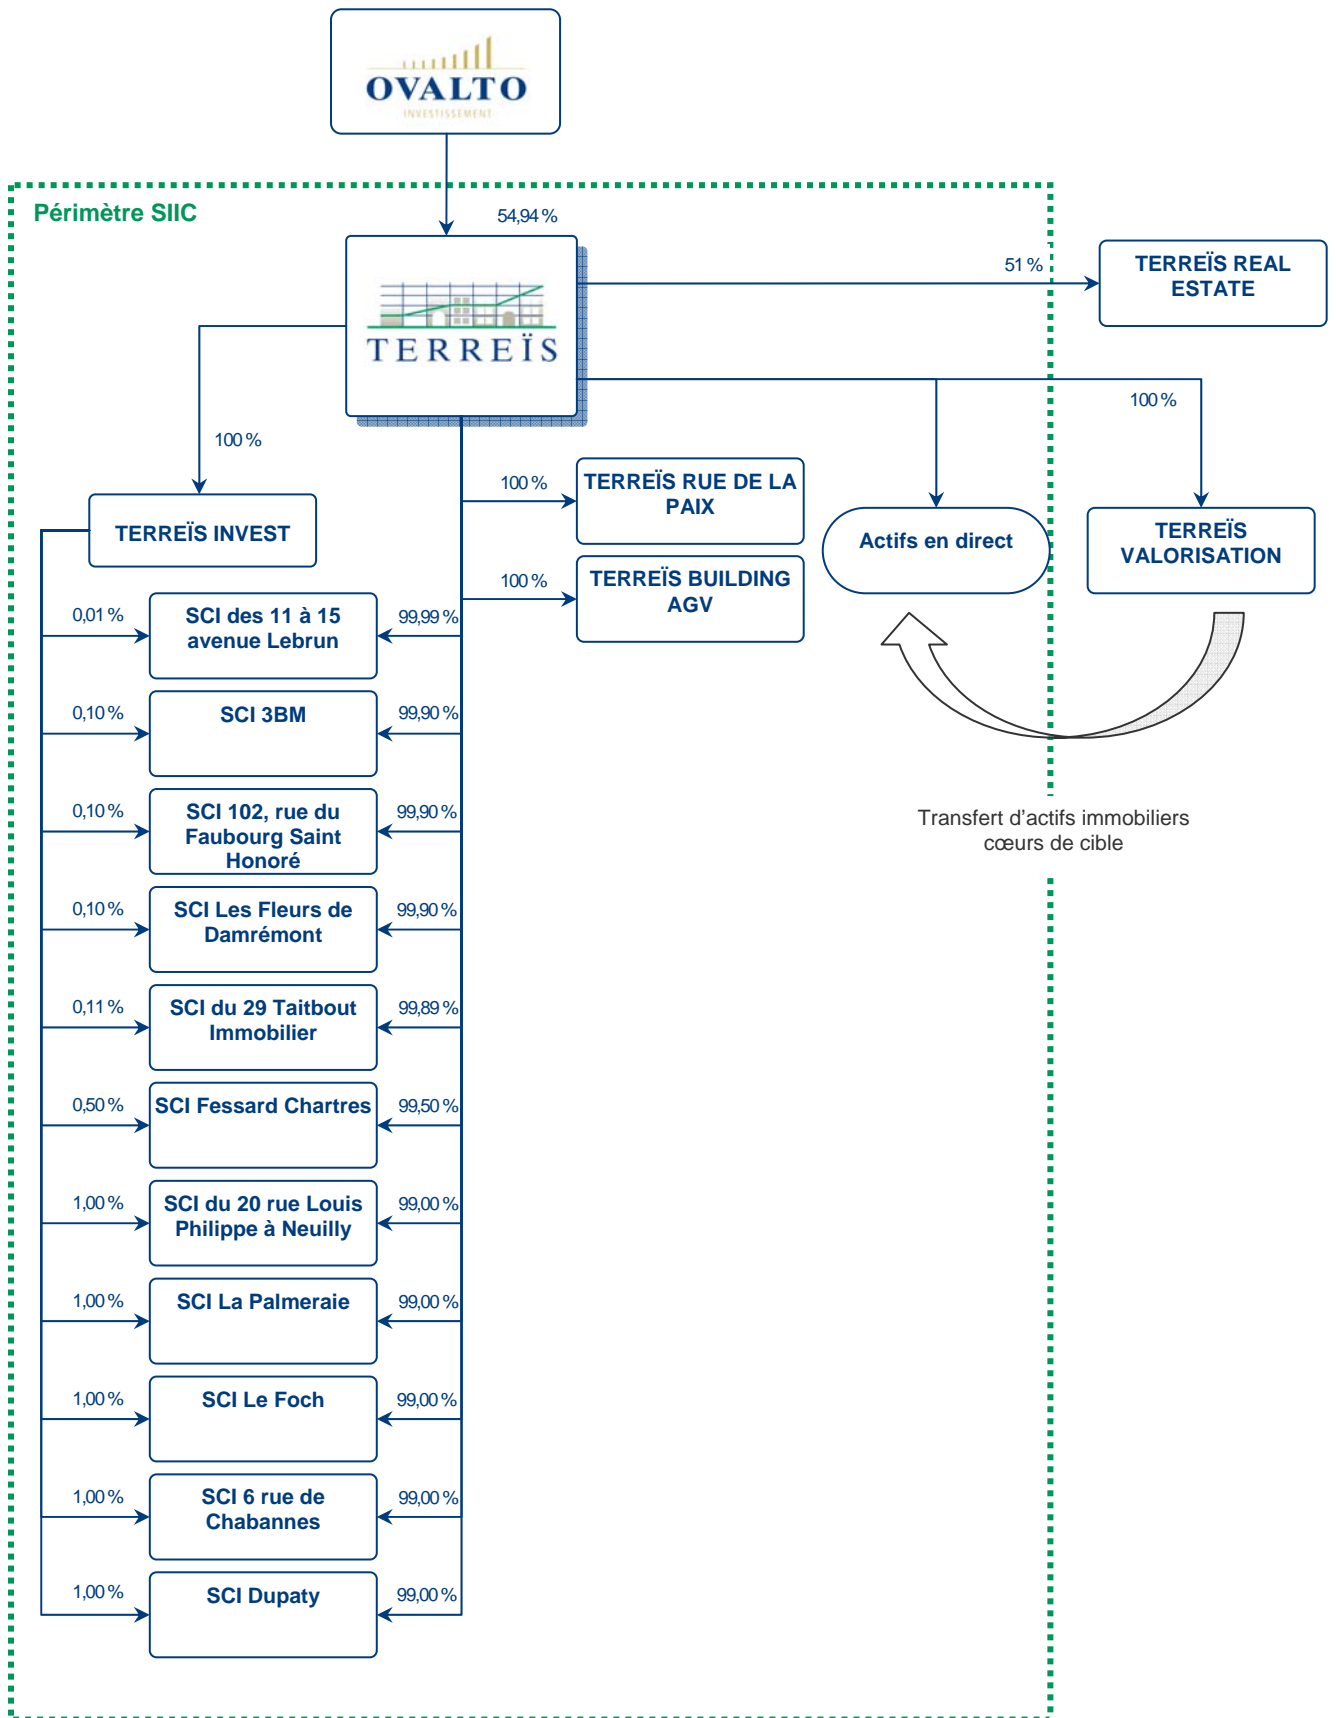 OVALTO
INVESTISSEMENT
Périmètre SIIC
54,94 %
TERREÏS
51 %
TERREÏS REAL
ESTATE
100 %
100 %
TERREÏS INVEST
100 %
TERREÏS RUE DE LA
PAIX
100 %
TERREÏS BUILDING
AGV
Actifs en direct
TERREÏS
VALORISATION
Transfert d'actifs immobiliers
cœurs de cible
0,01 %
SCI des 11 à 15
avenue Lebrun
99,99 %
0,10 %
SCI 3BM
99,90 %
0,10 %
SCI 102, rue du
Faubourg Saint
Honoré
99,90 %
0,10 %
SCI Les Fleurs de
Damrémont
99,90 %
0,11 %
SCI du 29 Taitbout
Immobilier
99,89 %
0,50 %
SCI Fessard Chartres
99,50 %
1,00 %
SCI du 20 rue Louis
Philippe à Neuilly
99,00 %
1,00 %
SCI La Palmeraie
99,00 %
1,00 %
SCI Le Foch
99,00 %
1,00 %
SCI 6 rue de
Chabannes
99,00 %
1,00 %
SCI Dupaty
99,00 %